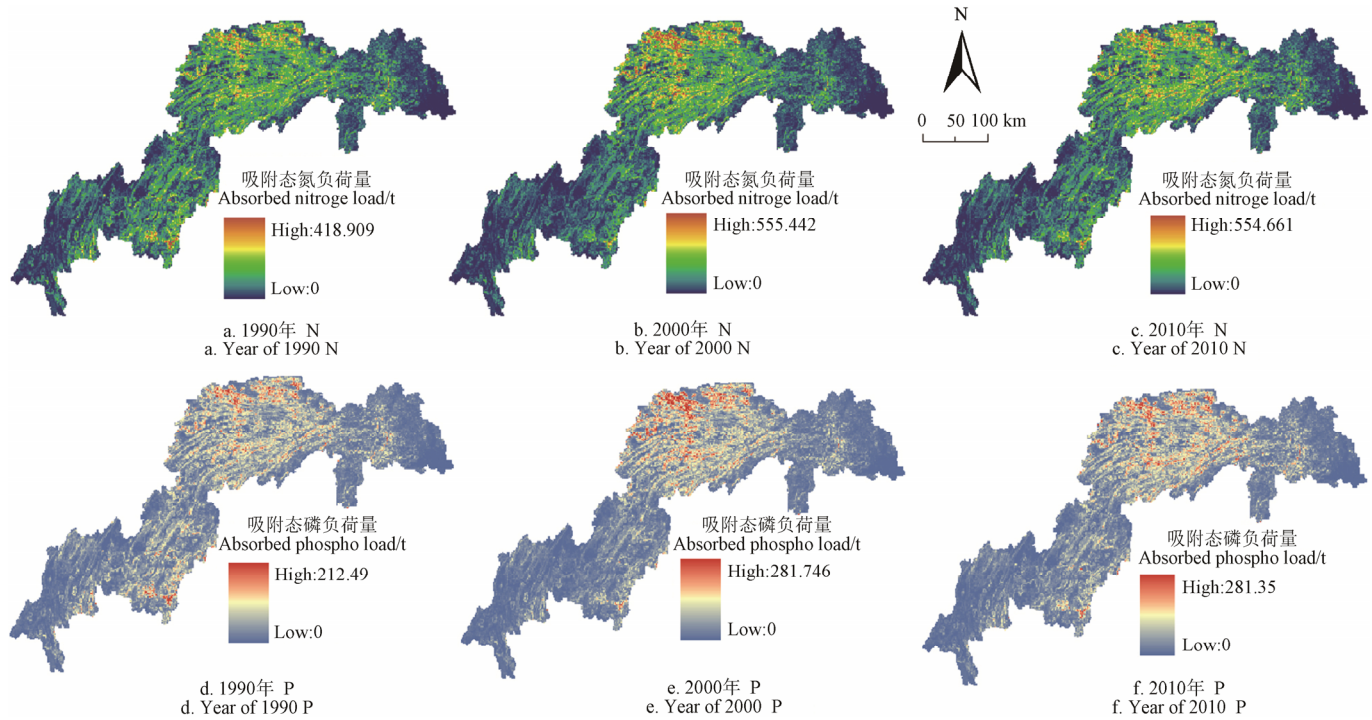 N
0 50 100 km
吸附态氮负荷量
Absorbed nitroge load/t
High:418.909
Low:0
a. 1990年 N
a. Year of 1990 N
吸附态氮负荷量
Absorbed nitroge load/t
High:555.442
Low:0
b. 2000年 N
b. Year of 2000 N
吸附态氮负荷量
Absorbed nitroge load/t
High:554.661
Low:0
c. 2010年 N
c. Year of 2010 N
吸附态磷负荷量
Absorbed phospho load/t
High:212.49
Low:0
d. 1990年 P
d. Year of 1990 P
吸附态磷负荷量
Absorbed phospho load/t
High:281.746
Low:0
e. 2000年 P
e. Year of 2000 P
吸附态磷负荷量
Absorbed phospho load/t
High:281.35
Low:0
f. 2010年 P
f. Year of 2010 P